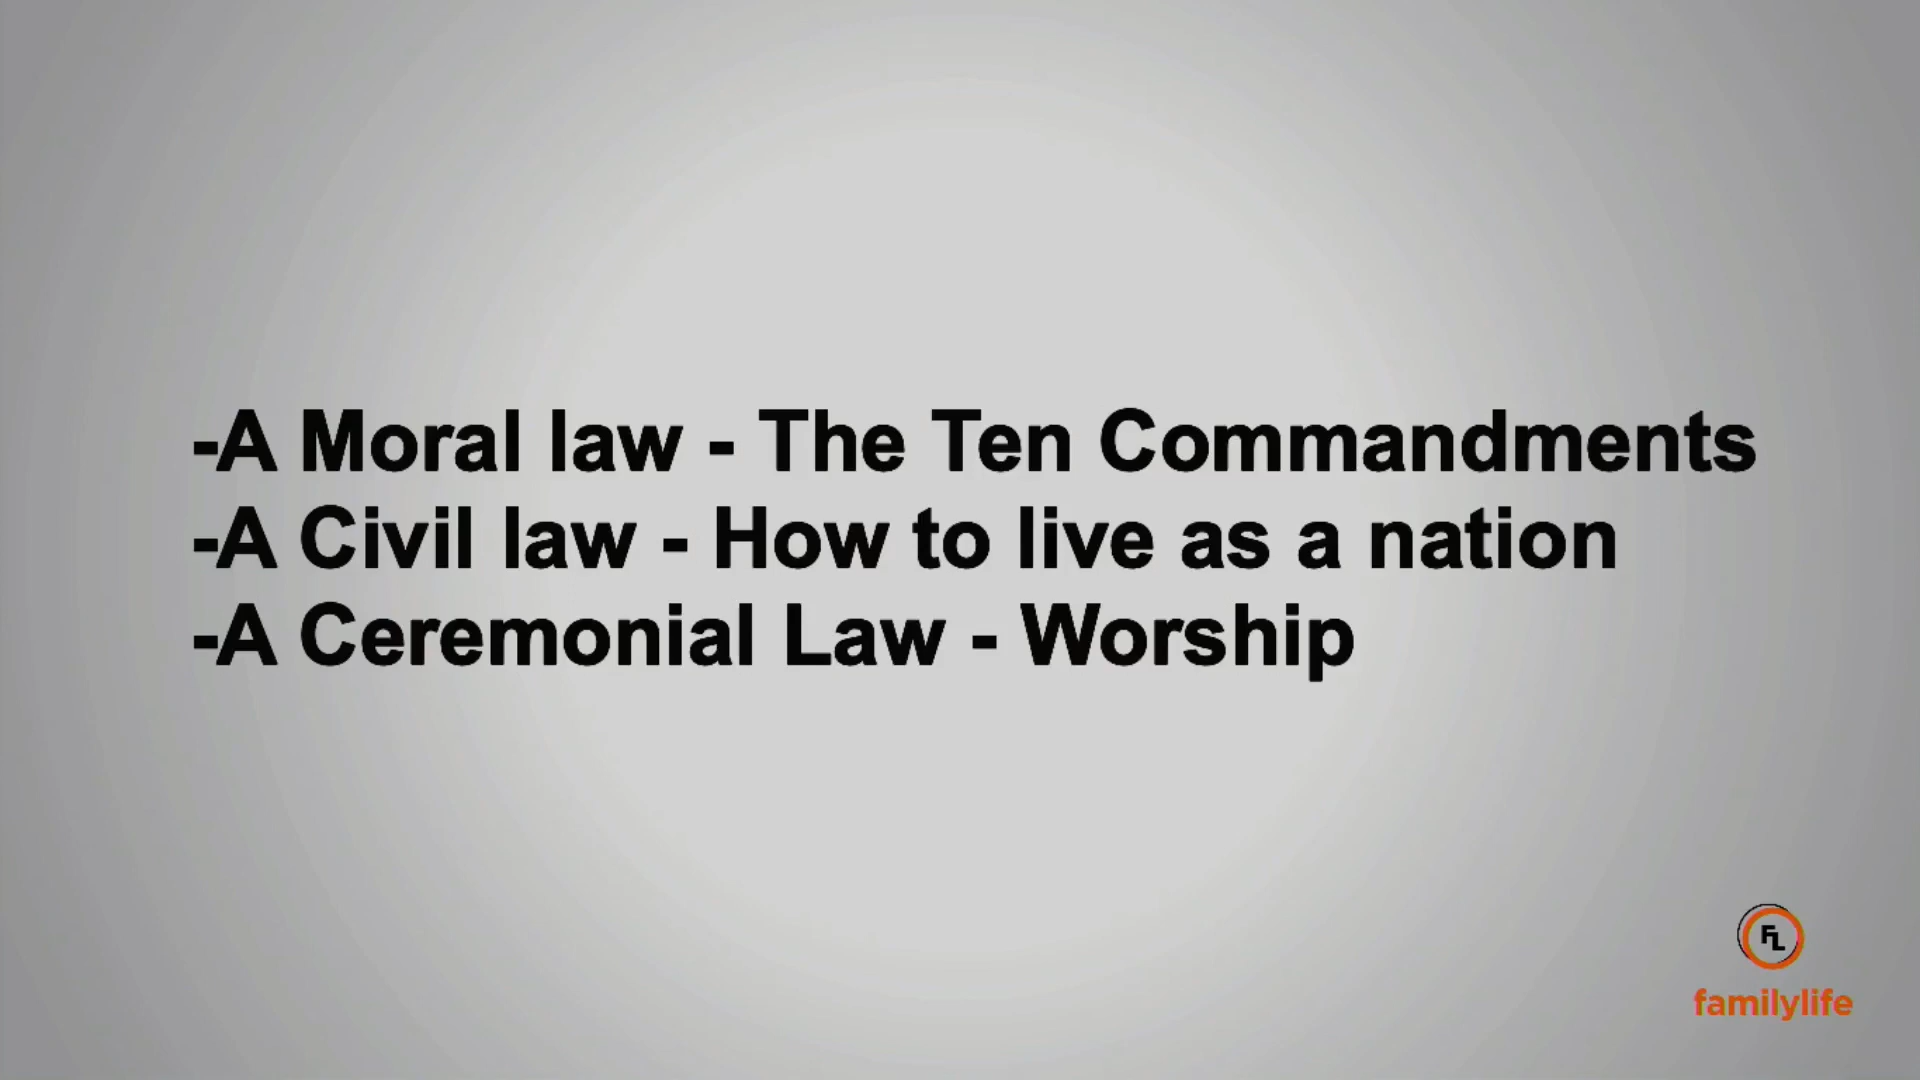 -A Moral law - The Ten Commandments
-A Civil law - How to live as a nation
-A Ceremonial Law - Worship
FL
familylife